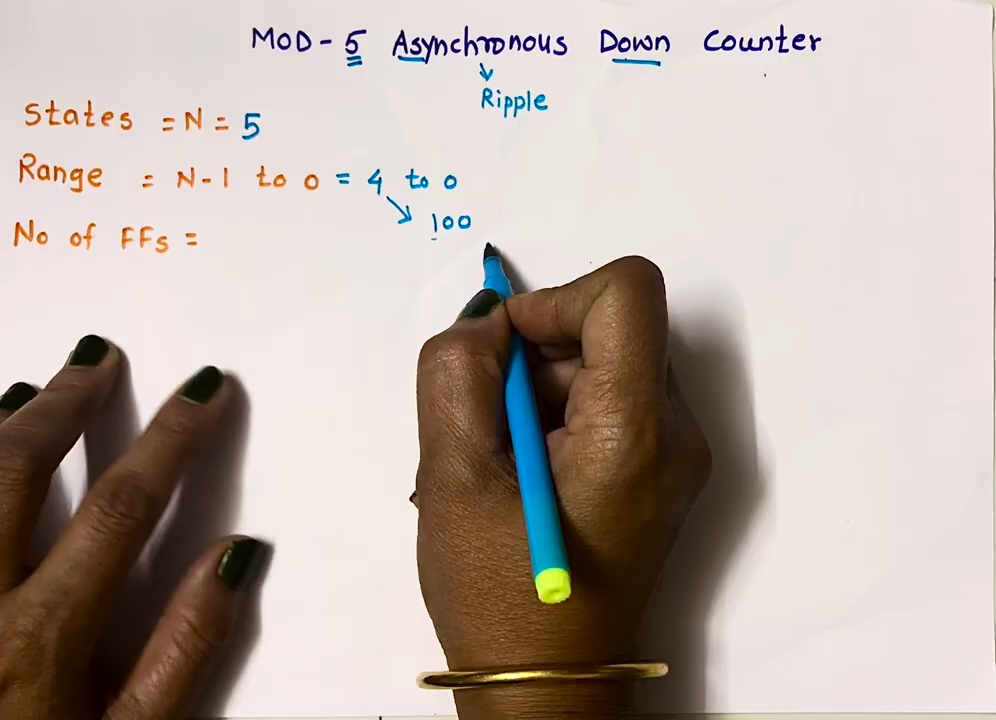 MOD - 5 Asynchronous Down Counter
Ripple
States = N = 5
Range = N-1 to 0 = 4 to 0
100
No of FFs =